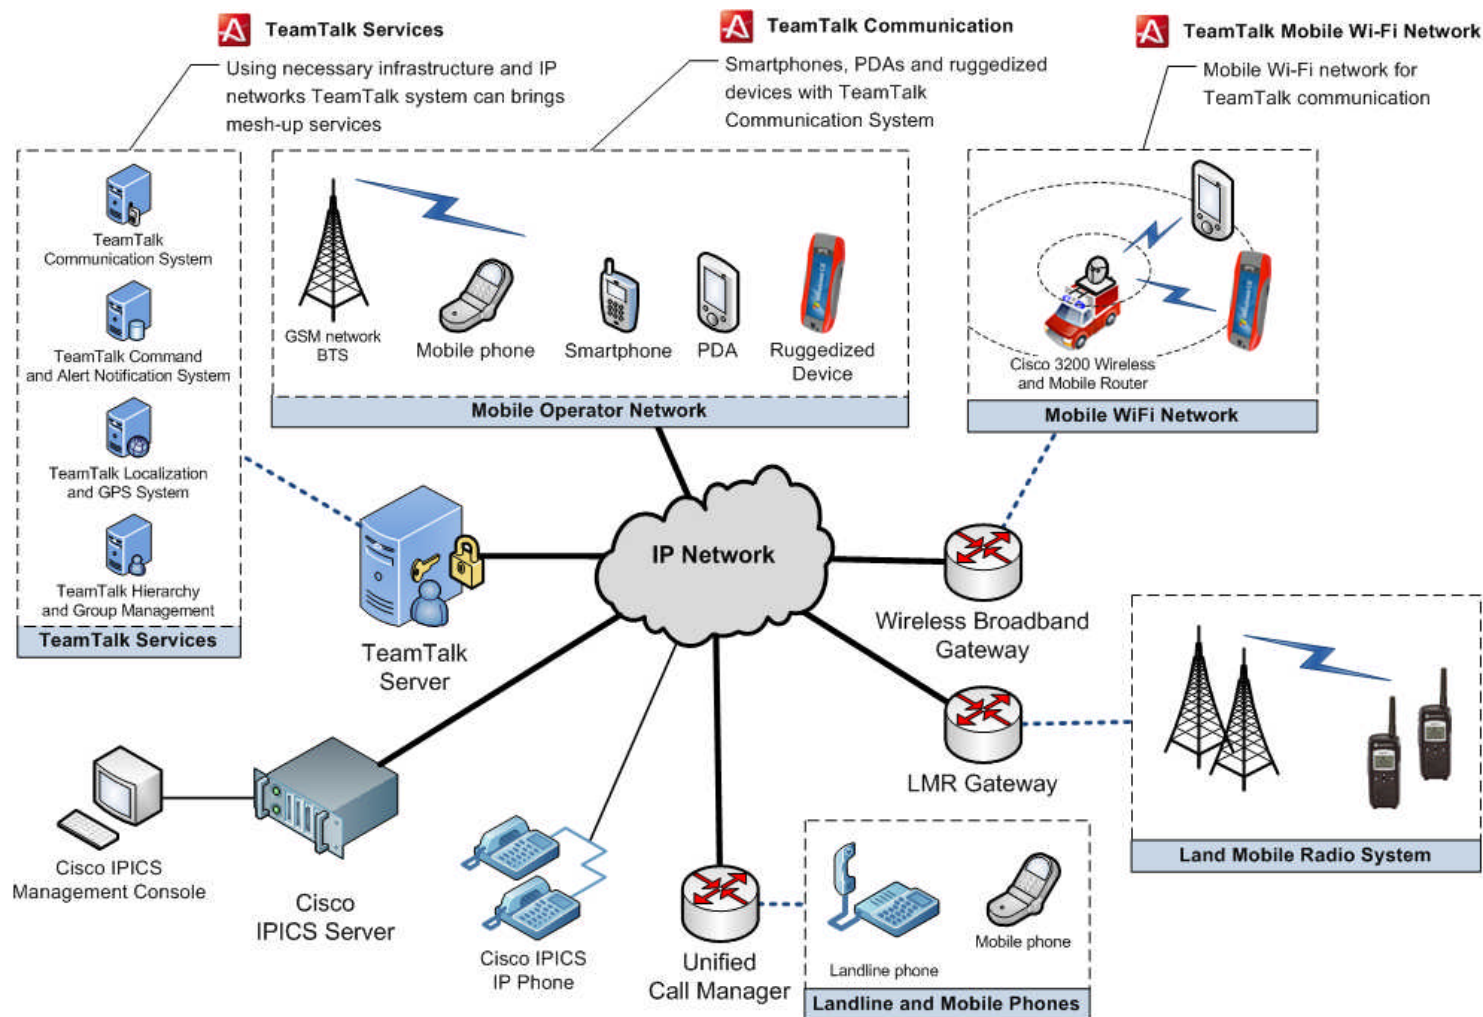 TeamTalk Services
Using necessary infrastructure and IP
networks TeamTalk system can brings
mesh-up services
TeamTalk Communication
Smartphones, PDAs and ruggedized
devices with TeamTalk
Communication System
TeamTalk Mobile Wi-Fi Network
Mobile Wi-Fi network for
TeamTalk communication
TeamTalk
Communication System
TeamTalk Command
and Alert Notification System
TeamTalk Localization
and GPS System
TeamTalk Hierarchy
and Group Management
TeamTalk Services
GSM network
BTS
Mobile phone
Smartphone
PDA
Ruggedized
Device
Mobile Operator Network
Cisco 3200 Wireless
and Mobile Router
Mobile WiFi Network
IP Network
TeamTalk
Server
Wireless Broadband
Gateway
LMR Gateway
Land Mobile Radio System
Cisco IPICS
Management Console
Cisco
IPICS Server
Cisco IPICS
IP Phone
Unified
Call Manager
Landline phone
Mobile phone
Landline and Mobile Phones